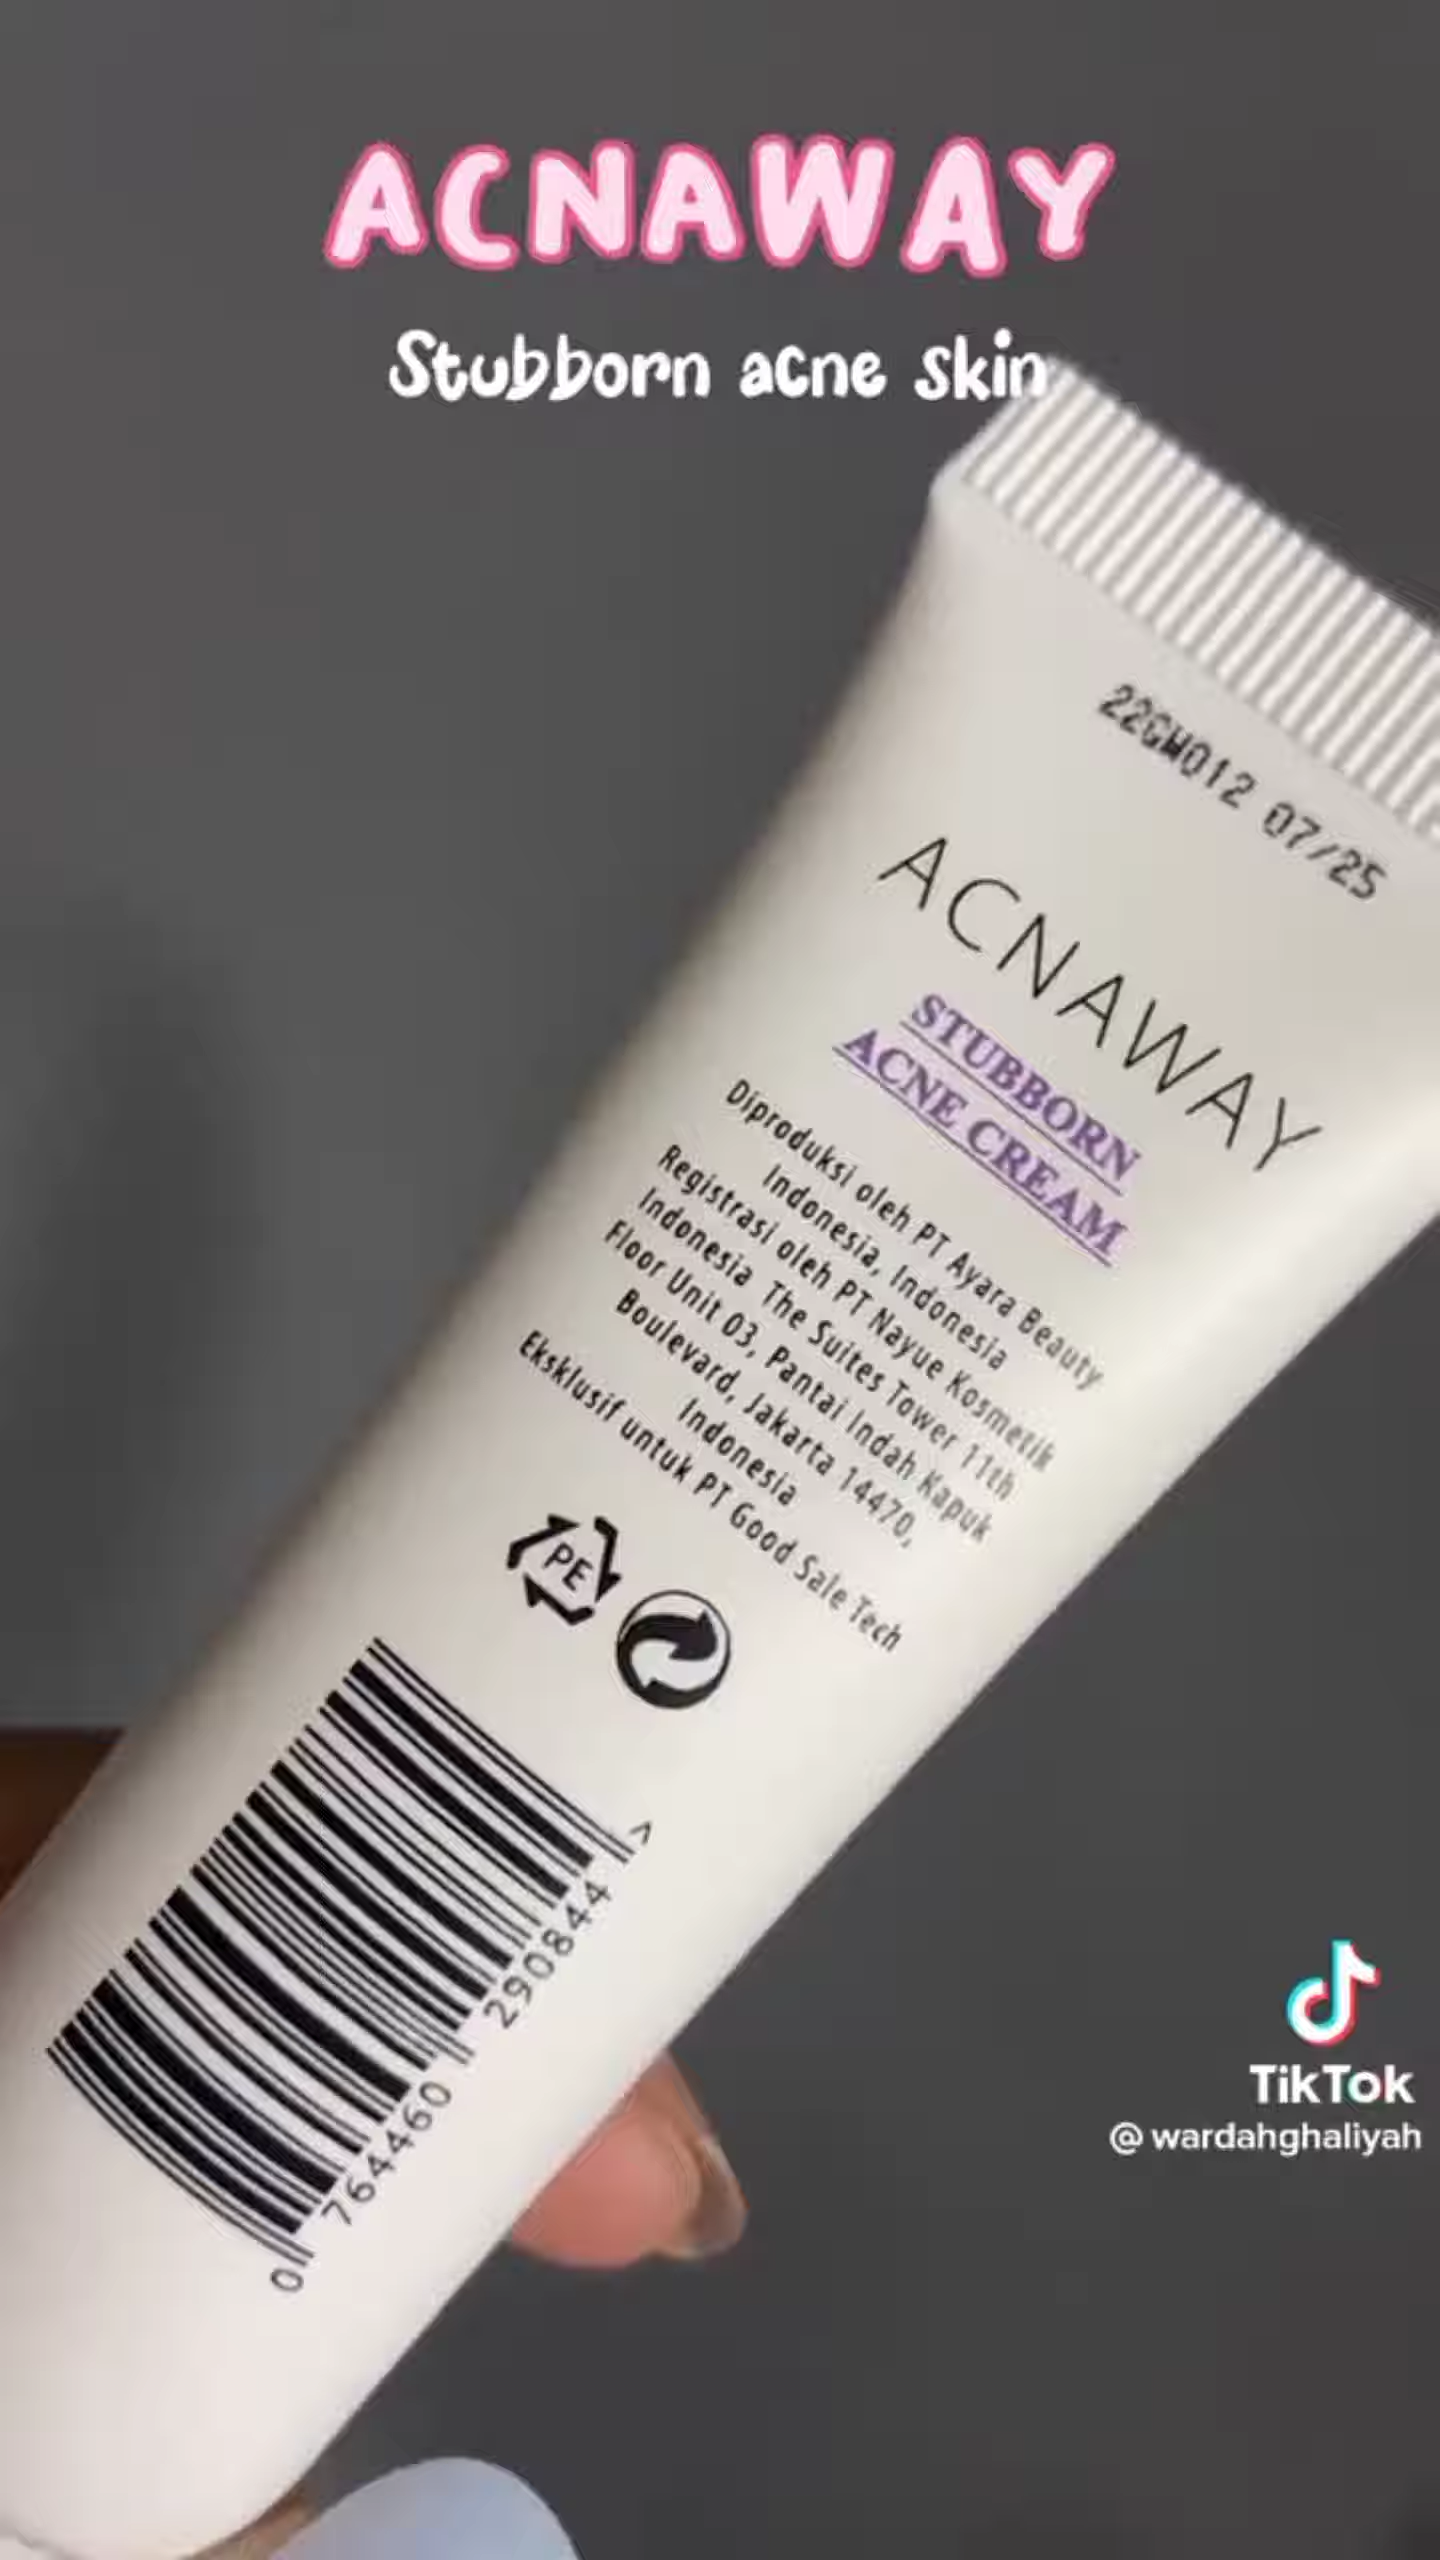 ACNAWAY
Stubborn acne skin
22GW012 07/25
ACNAWAY
STUBBORN
ACNE CREAM
Diproduksi oleh PT Ayara Beauty
Indonesia, Indonesia
Registrasi oleh PT Nayue Kosmetik
Indonesia The Suites Tower 11th
Floor Unit 03, Pantai Indah Kapuk
Boulevard, Jakarta 14470,
Indonesia
Eksklusif untuk PT Good Sale Tech
PE
0 764460 290844 >
TikTok
@wardahghaliyah